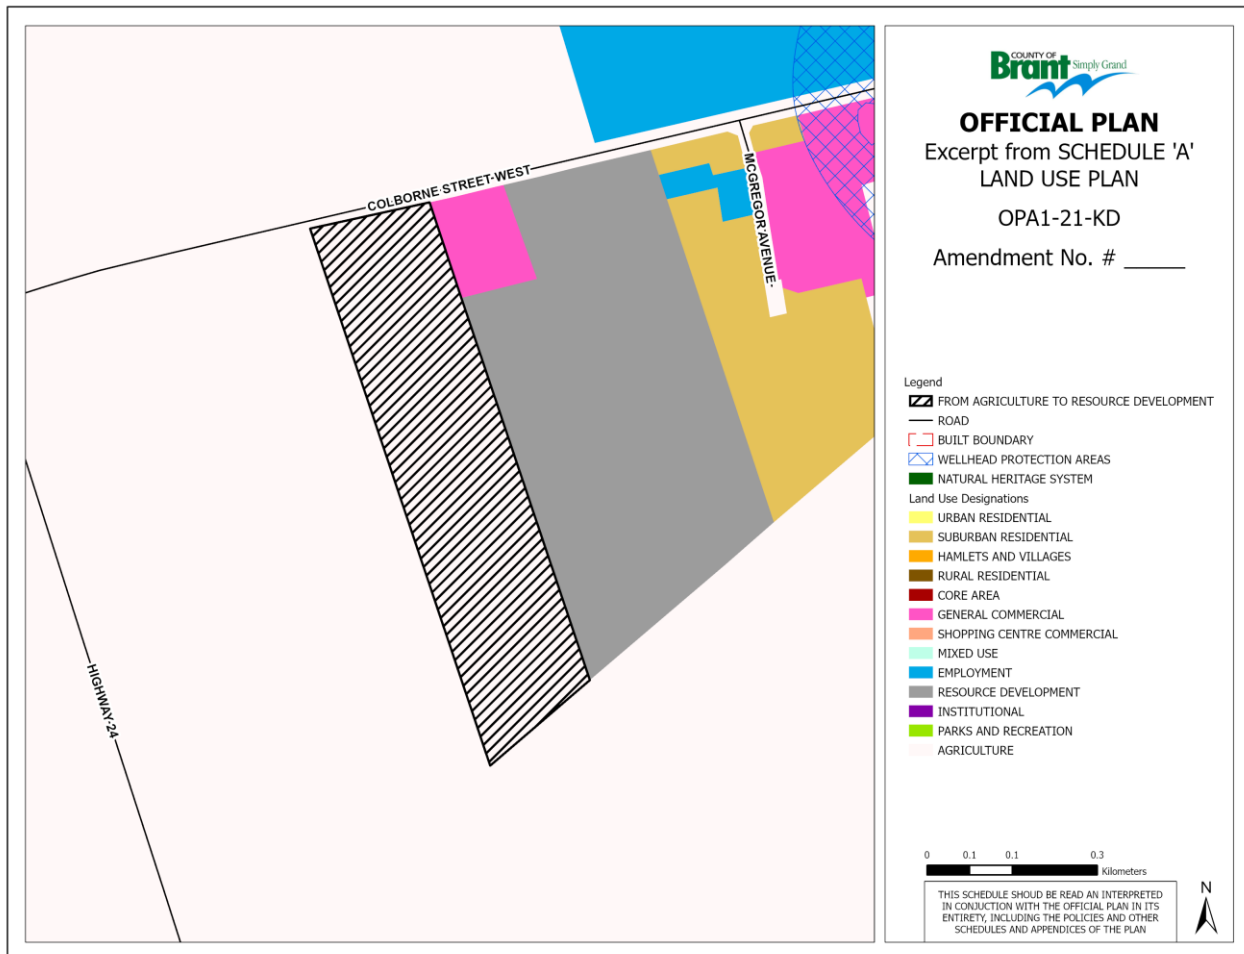 COLBORNE STREET WEST
MCGREGOR AVENUE
HIGHWAY 24
COUNTY OF
Brant Simply Grand
OFFICIAL PLAN
Excerpt from SCHEDULE 'A'
LAND USE PLAN
OPA1-21-KD
Amendment No. # _____
Legend
FROM AGRICULTURE TO RESOURCE DEVELOPMENT
ROAD
BUILT BOUNDARY
WELLHEAD PROTECTION AREAS
NATURAL HERITAGE SYSTEM
Land Use Designations
URBAN RESIDENTIAL
SUBURBAN RESIDENTIAL
HAMLETS AND VILLAGES
RURAL RESIDENTIAL
CORE AREA
GENERAL COMMERCIAL
SHOPPING CENTRE COMMERCIAL
MIXED USE
EMPLOYMENT
RESOURCE DEVELOPMENT
INSTITUTIONAL
PARKS AND RECREATION
AGRICULTURE
0 0.1 0.1 0.3
Kilometers
THIS SCHEDULE SHOUD BE READ AN INTERPRETED
IN CONJUCTION WITH THE OFFICIAL PLAN IN ITS
ENTIRETY, INCLUDING THE POLICIES AND OTHER
SCHEDULES AND APPENDICES OF THE PLAN
N